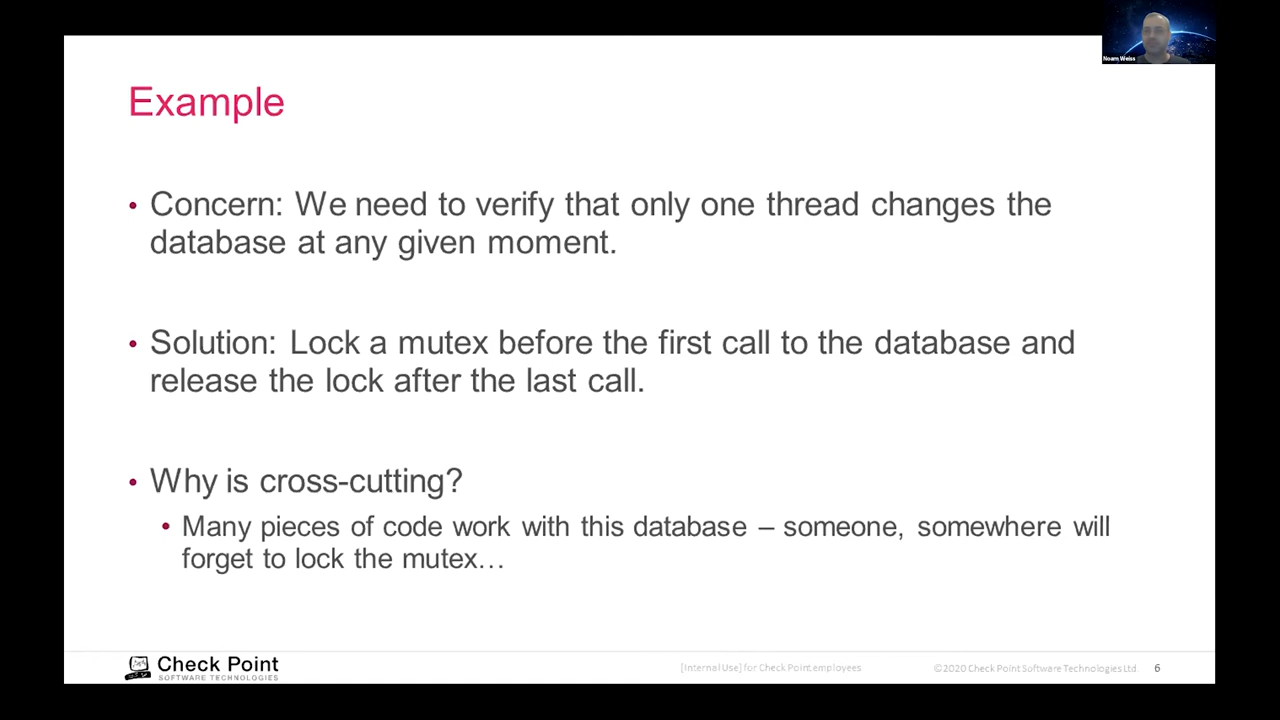 Noam Weiss
Example
• Concern: We need to verify that only one thread changes the
database at any given moment.
• Solution: Lock a mutex before the first call to the database and
release the lock after the last call.
• Why is cross-cutting?
• Many pieces of code work with this database – someone, somewhere will
forget to lock the mutex…
Check Point
SOFTWARE TECHNOLOGIES
[Internal Use] for Check Point employees
©2020 Check Point Software Technologies Ltd.
6